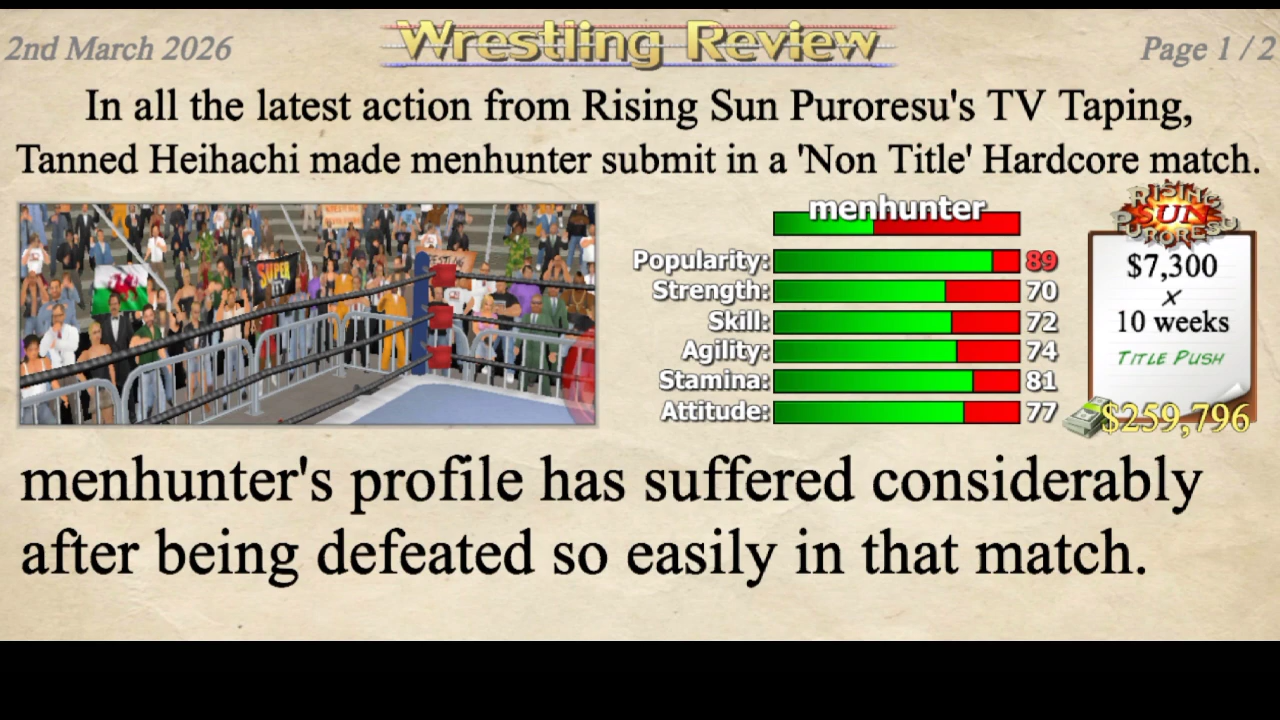 2nd March 2026
Wrestling Review
Page 1 / 2
In all the latest action from Rising Sun Puroresu's TV Taping,
Tanned Heihachi made menhunter submit in a 'Non Title' Hardcore match.
SUPER
menhunter
Popularity: 89
Strength: 70
Skill: 72
Agility: 74
Stamina: 81
Attitude: 77
RISING
SUN
PURORESU
$7,300
x
10 weeks
TITLE PUSH
$259,796
menhunter's profile has suffered considerably
after being defeated so easily in that match.